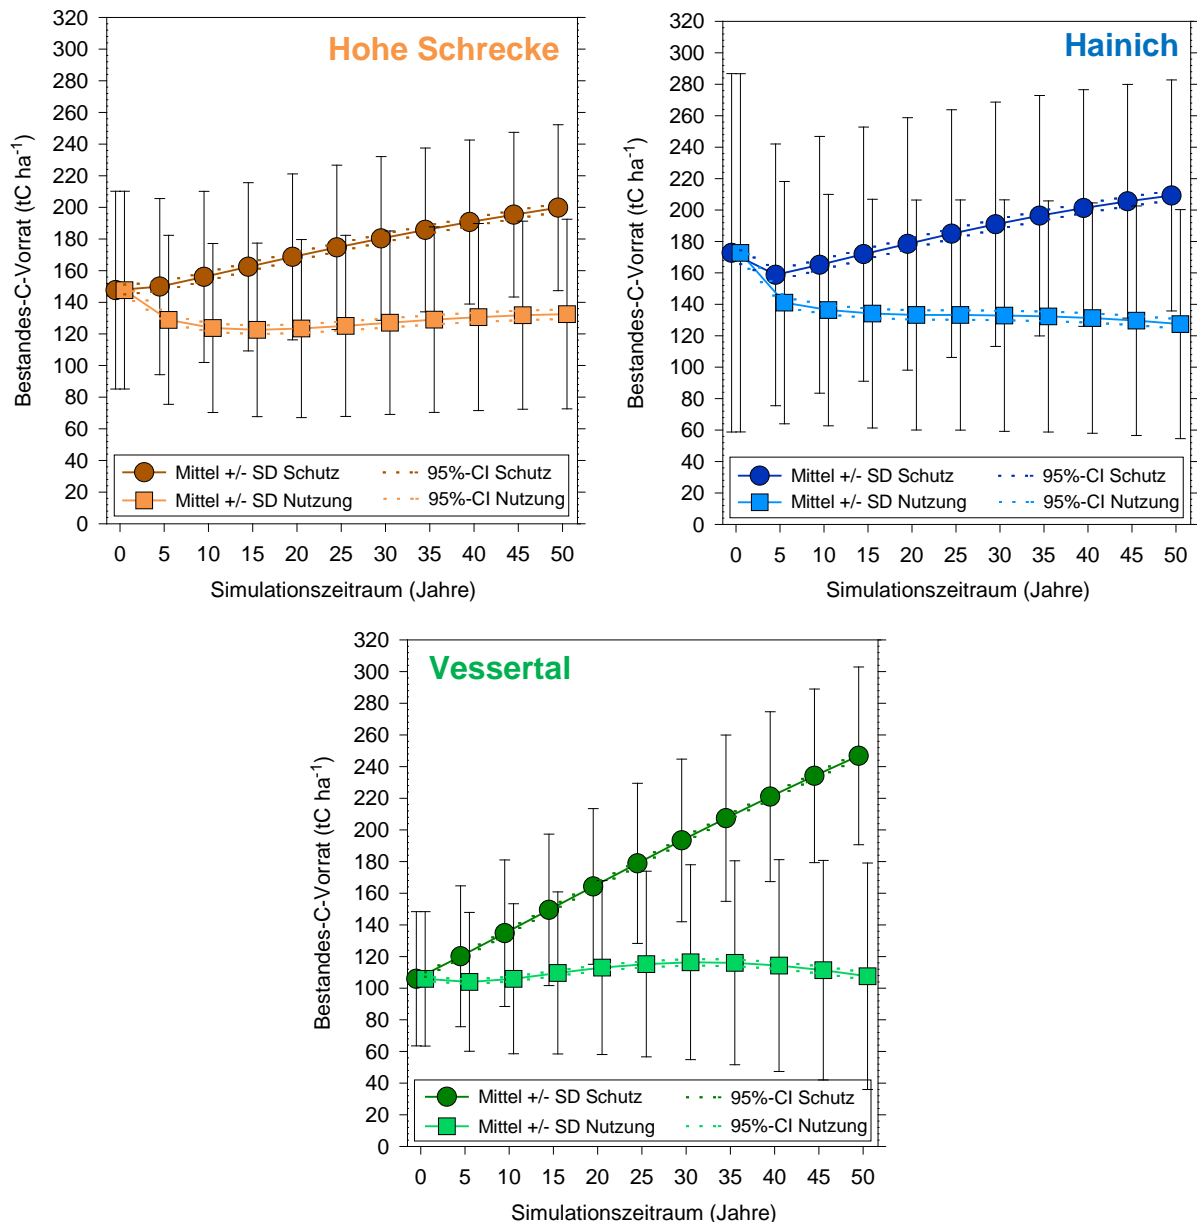 Hohe Schrecke
Bestandes-C-Vorrat (tC ha⁻¹)
320
300
280
260
240
220
200
180
160
140
120
100
80
60
40
20
0
Mittel +/- SD Schutz 95%-CI Schutz
Mittel +/- SD Nutzung 95%-CI Nutzung
0 5 10 15 20 25 30 35 40 45 50
Simulationszeitraum (Jahre)
Hainich
Bestandes-C-Vorrat (tC ha⁻¹)
320
300
280
260
240
220
200
180
160
140
120
100
80
60
40
20
0
Mittel +/- SD Schutz 95%-CI Schutz
Mittel +/- SD Nutzung 95%-CI Nutzung
0 5 10 15 20 25 30 35 40 45 50
Simulationszeitraum (Jahre)
Vessertal
Bestandes-C-Vorrat (tC ha⁻¹)
320
300
280
260
240
220
200
180
160
140
120
100
80
60
40
20
0
Mittel +/- SD Schutz 95%-CI Schutz
Mittel +/- SD Nutzung 95%-CI Nutzung
0 5 10 15 20 25 30 35 40 45 50
Simulationszeitraum (Jahre)